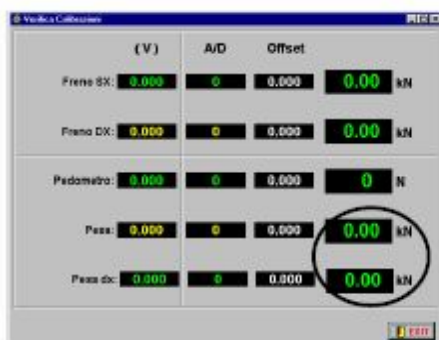 Verifica Calibrazioni
(V) A/D Offset
Freno SX: 0.000 0 0.000 0.00 kN
Freno DX: 0.000 0 0.000 0.00 kN
Pedometro: 0.000 0 0.000 0 N
Pesa: 0.000 0 0.000 0.00 kN
Pesa dx: 0.000 0 0.000 0.00 kN
EXIT